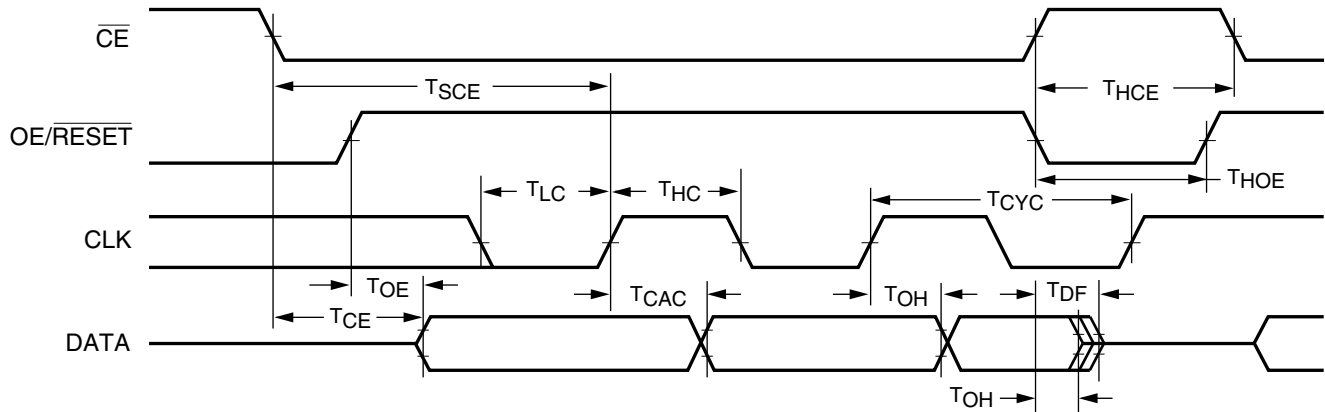 CE
TSCE
THCE
OE/RESET
TLC
THC
TCYC
THOE
CLK
TOE
TCE
TCAC
TOH
TDF
DATA
TOH